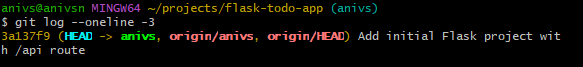 anivs@anivsn MINGW64 ~/projects/flask-todo-app (anivs)
$ git log --oneline -3
3a137f9 (HEAD -> anivs, origin/anivs, origin/HEAD) Add initial Flask project wit
h /api route